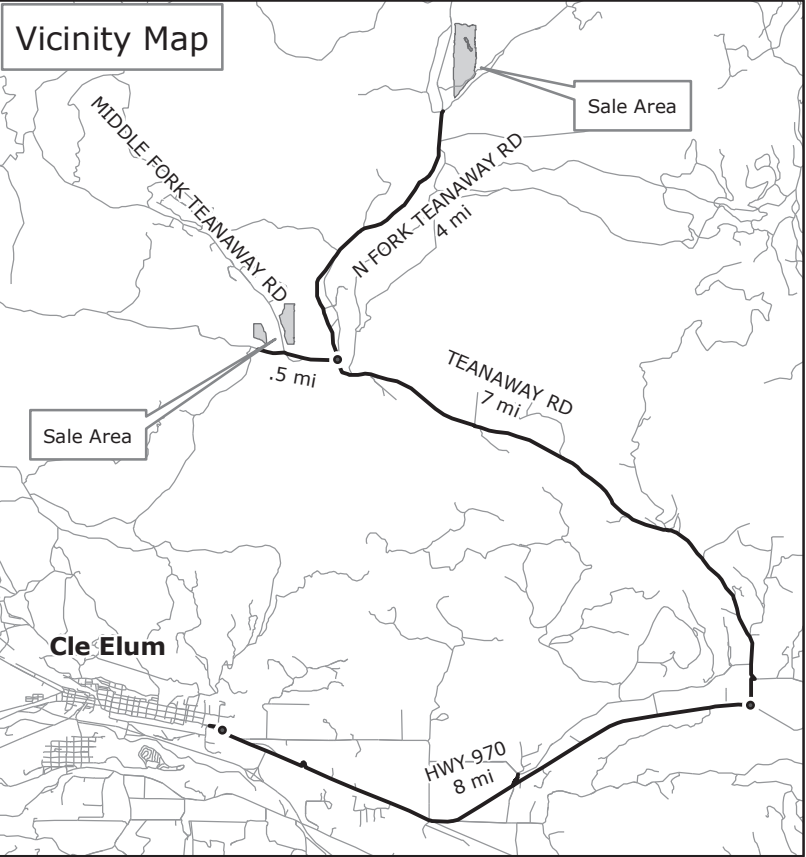 Vicinity Map
Sale Area
MIDDLE FORK TEANAWAY RD
N FORK TEANAWAY RD
4 mi
.5 mi
TEANAWAY RD
7 mi
Sale Area
Cle Elum
HWY 970
8 mi